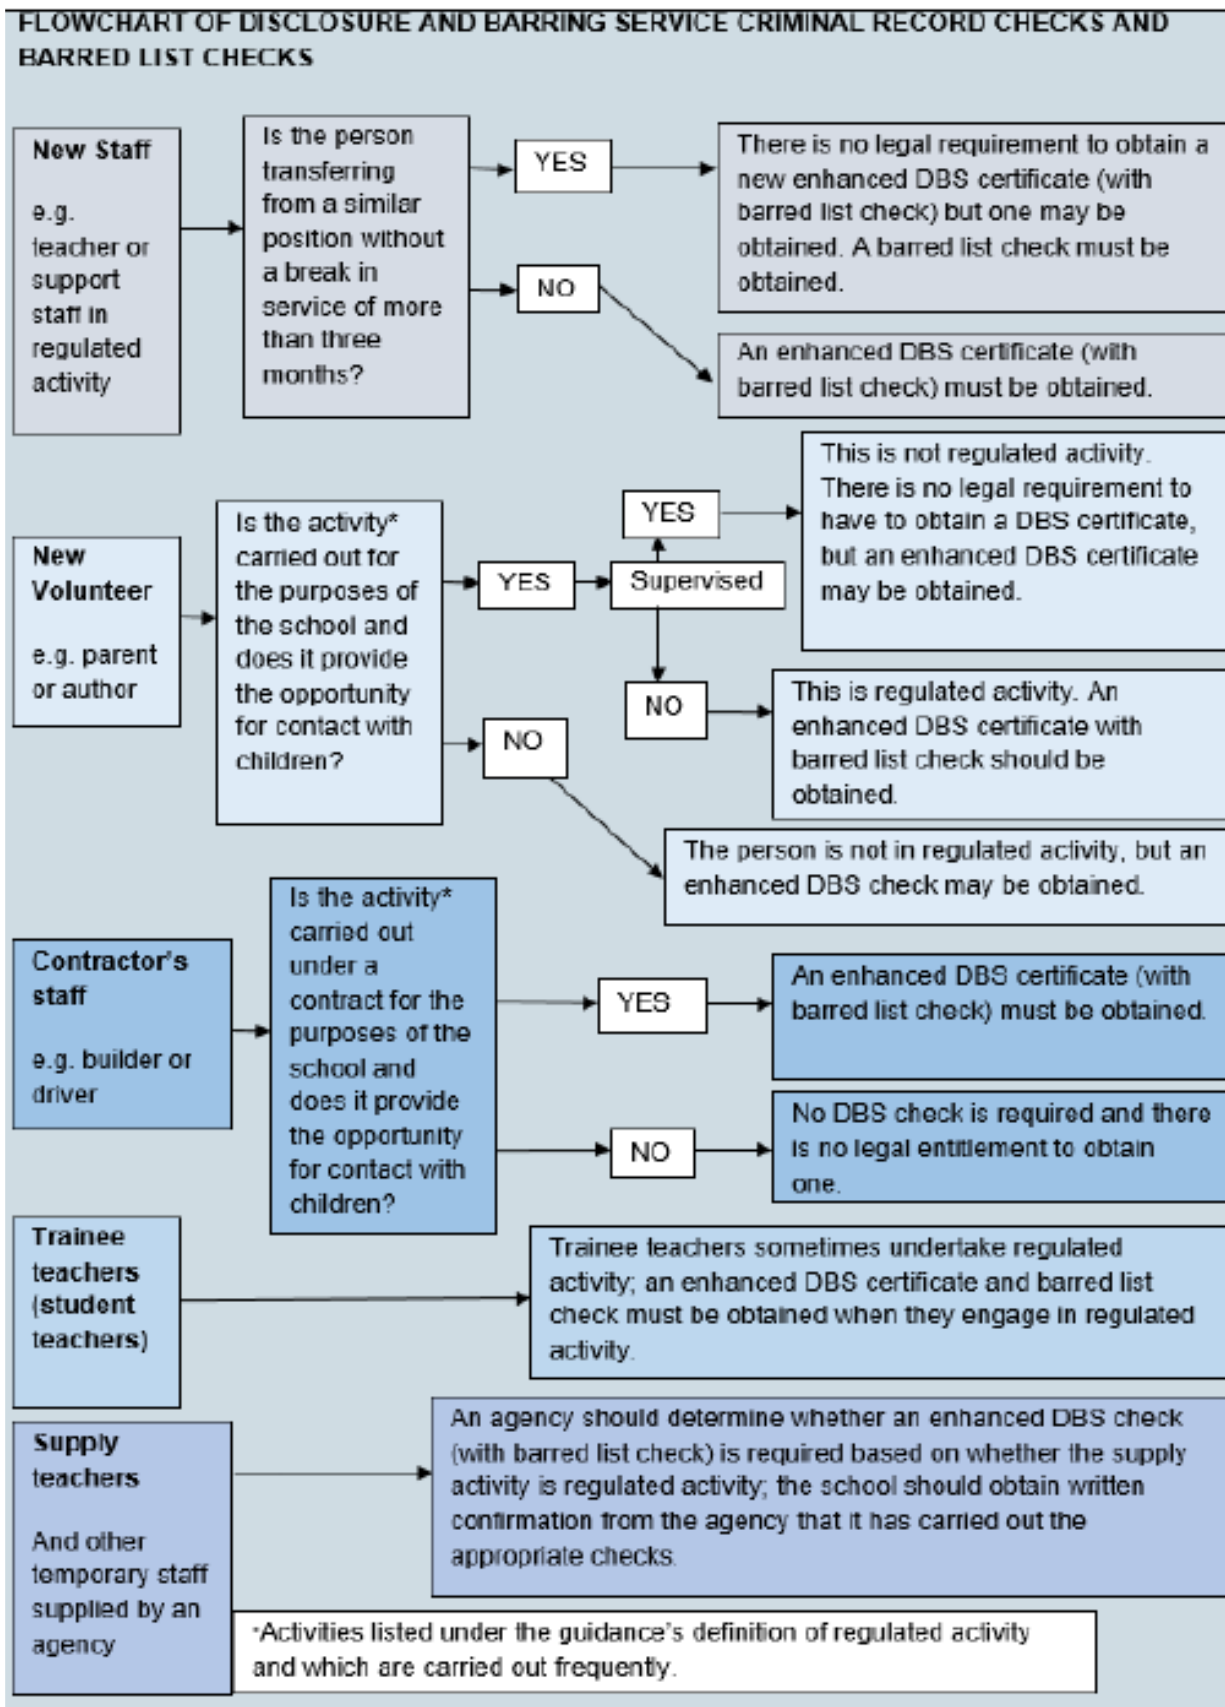 FLOWCHART OF DISCLOSURE AND BARRING SERVICE CRIMINAL RECORD CHECKS AND
BARRED LIST CHECKS
New Staff
e.g.
teacher or
support
staff in
regulated
activity
Is the person
transferring
from a similar
position without
a break in
service of more
than three
months?
YES
NO
There is no legal requirement to obtain a
new enhanced DBS certificate (with
barred list check) but one may be
obtained. A barred list check must be
obtained.
An enhanced DBS certificate (with
barred list check) must be obtained.
New
Volunteer
e.g. parent
or author
Is the activity*
carried out for
the purposes of
the school and
does it provide
the opportunity
for contact with
children?
YES
NO
Supervised
YES
NO
This is not regulated activity.
There is no legal requirement to
have to obtain a DBS certificate,
but an enhanced DBS certificate
may be obtained.
This is regulated activity. An
enhanced DBS certificate with
barred list check should be
obtained.
The person is not in regulated activity, but an
enhanced DBS check may be obtained.
Contractor's
staff
e.g. builder or
driver
Is the activity*
carried out
under a
contract for the
purposes of the
school and
does it provide
the opportunity
for contact with
children?
YES
NO
An enhanced DBS certificate (with
barred list check) must be obtained.
No DBS check is required and there
is no legal entitlement to obtain
one.
Trainee
teachers
(student
teachers)
Trainee teachers sometimes undertake regulated
activity; an enhanced DBS certificate and barred list
check must be obtained when they engage in regulated
activity.
Supply
teachers
And other
temporary staff
supplied by an
agency
An agency should determine whether an enhanced DBS check
(with barred list check) is required based on whether the supply
activity is regulated activity; the school should obtain written
confirmation from the agency that it has carried out the
appropriate checks.
*Activities listed under the guidance's definition of regulated activity
and which are carried out frequently.